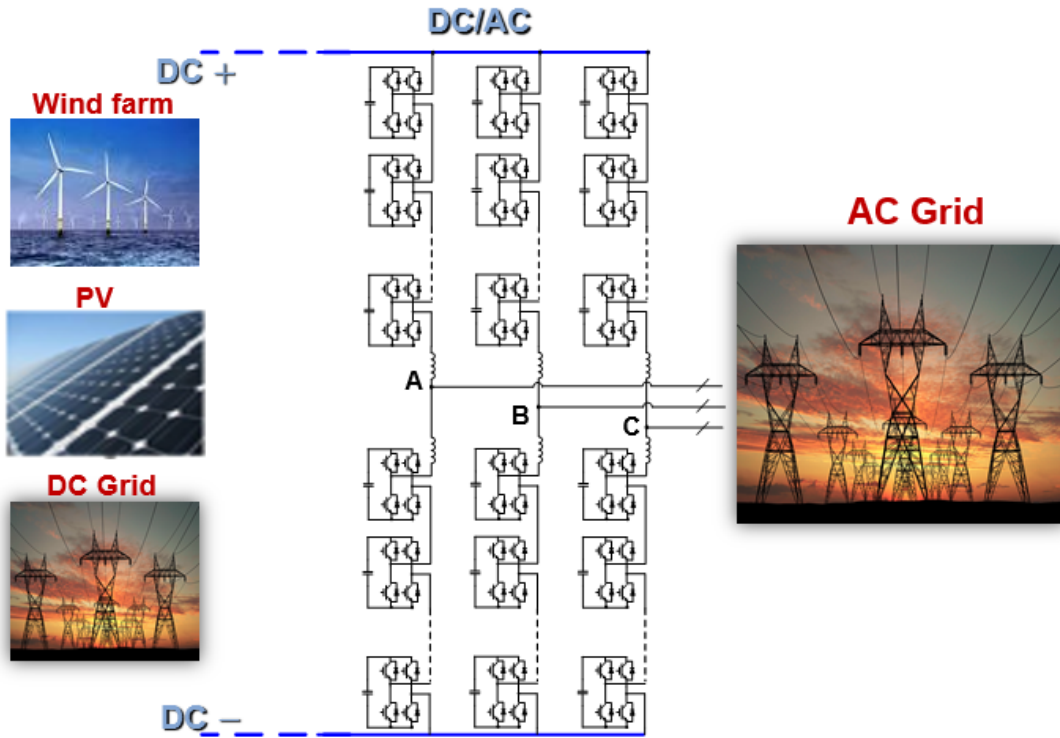 DC/AC
DC +
Wind farm
PV
DC Grid
DC −
A
B
C
AC Grid